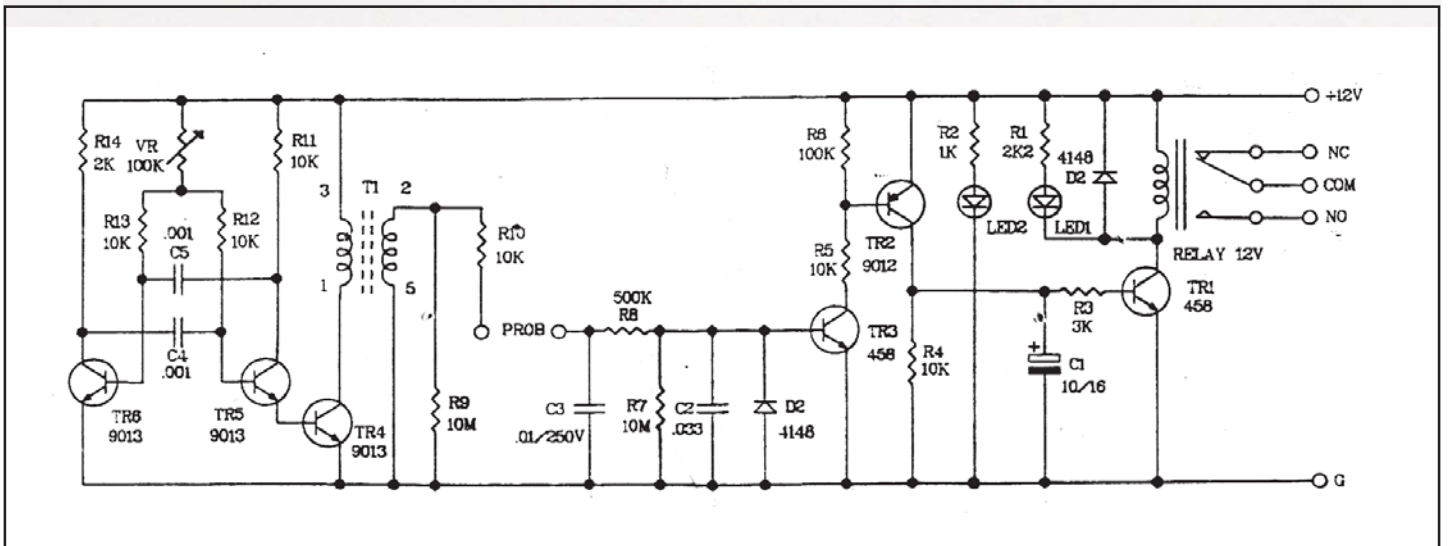 +12V
R14
2K
VR
100K
R11
10K
R6
100K
R2
1K
R1
2K2
4148
D2
NC
COM
NO
3
T1
2
R13
10K
R12
10K
.001
C5
R10
10K
TR2
9012
LED2
LED1
RELAY 12V
1
5
R5
10K
TR1
458
500K
R8
PROB
R3
3K
C4
.001
TR3
458
R4
10K
+
C1
10/16
TR6
9013
TR5
9013
TR4
9013
R9
10M
C3
.01/250V
R7
10M
C2
.033
D2
4148
G